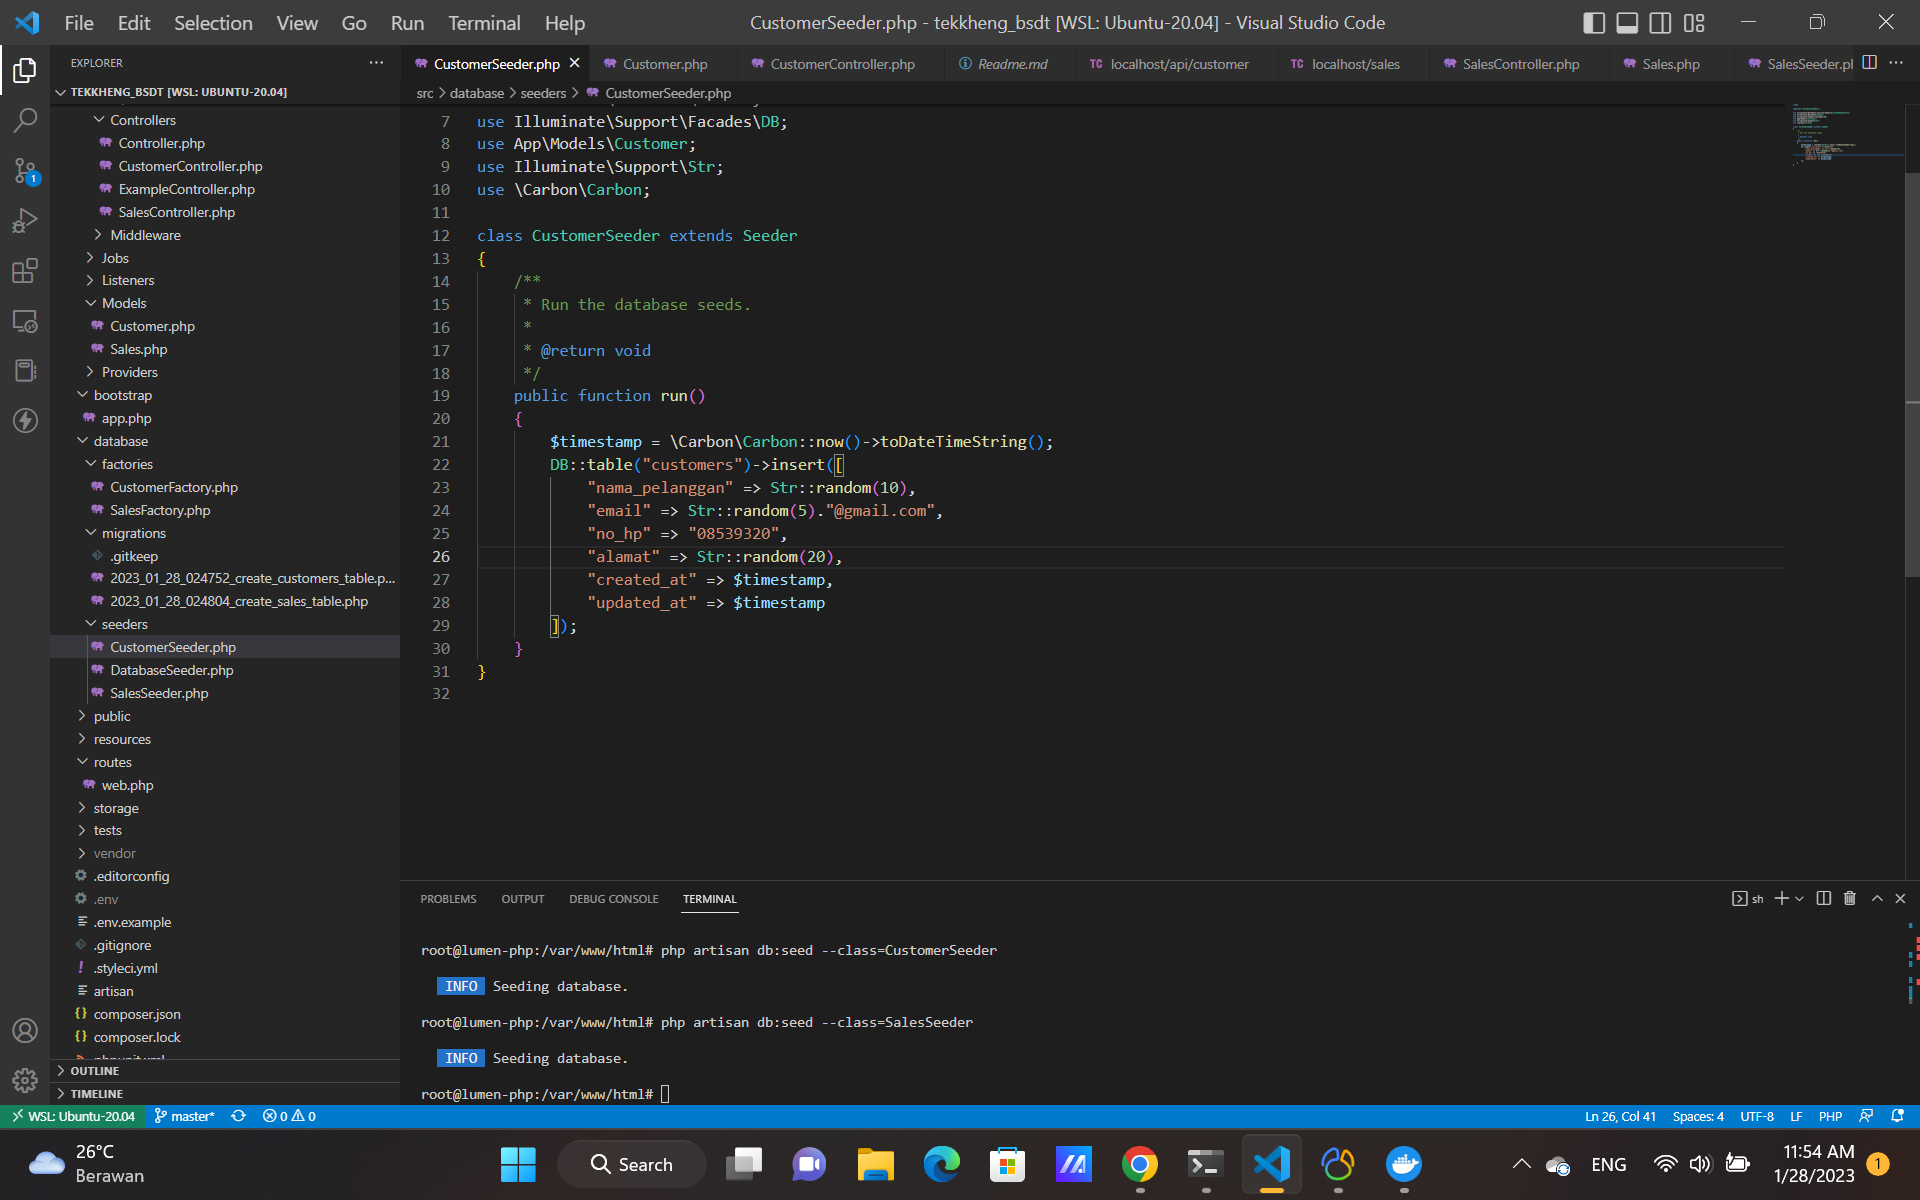 File Edit Selection View Go Run Terminal Help
CustomerSeeder.php - tekkheng_bsdt [WSL: Ubuntu-20.04] - Visual Studio Code
EXPLORER
CustomerSeeder.php
Customer.php
CustomerController.php
Readme.md
TC localhost/api/customer
TC localhost/sales
SalesController.php
Sales.php
SalesSeeder.pl
TEKKHENG_BSDT [WSL: UBUNTU-20.04]
src > database > seeders > CustomerSeeder.php
Controllers
Controller.php
CustomerController.php
ExampleController.php
SalesController.php
Middleware
Jobs
Listeners
Models
Customer.php
Sales.php
Providers
bootstrap
app.php
database
factories
CustomerFactory.php
SalesFactory.php
migrations
.gitkeep
2023_01_28_024752_create_customers_table.p...
2023_01_28_024804_create_sales_table.php
seeders
CustomerSeeder.php
DatabaseSeeder.php
SalesSeeder.php
public
resources
routes
web.php
storage
tests
vendor
.editorconfig
.env
.env.example
.gitignore
.styleci.yml
artisan
composer.json
composer.lock
OUTLINE
TIMELINE
7 use Illuminate\Support\Facades\DB;
8 use App\Models\Customer;
9 use Illuminate\Support\Str;
10 use \Carbon\Carbon;
11
12 class CustomerSeeder extends Seeder
13 {
14 /**
15 * Run the database seeds.
16 *
17 * @return void
18 */
19 public function run()
20 {
21 $timestamp = \Carbon\Carbon::now()->toDateTimeString();
22 DB::table("customers")->insert([
23 "nama_pelanggan" => Str::random(10),
24 "email" => Str::random(5)."@gmail.com",
25 "no_hp" => "08539320",
26 "alamat" => Str::random(20),
27 "created_at" => $timestamp,
28 "updated_at" => $timestamp
29 ]);
30 }
31 }
32
PROBLEMS OUTPUT DEBUG CONSOLE TERMINAL
sh
root@lumen-php:/var/www/html# php artisan db:seed --class=CustomerSeeder
INFO Seeding database.
root@lumen-php:/var/www/html# php artisan db:seed --class=SalesSeeder
INFO Seeding database.
root@lumen-php:/var/www/html#
WSL: Ubuntu-20.04 master* 0 0
Ln 26, Col 41 Spaces: 4 UTF-8 LF PHP
1
26°C
Berawan
Search
ENG
11:54 AM
1/28/2023
1